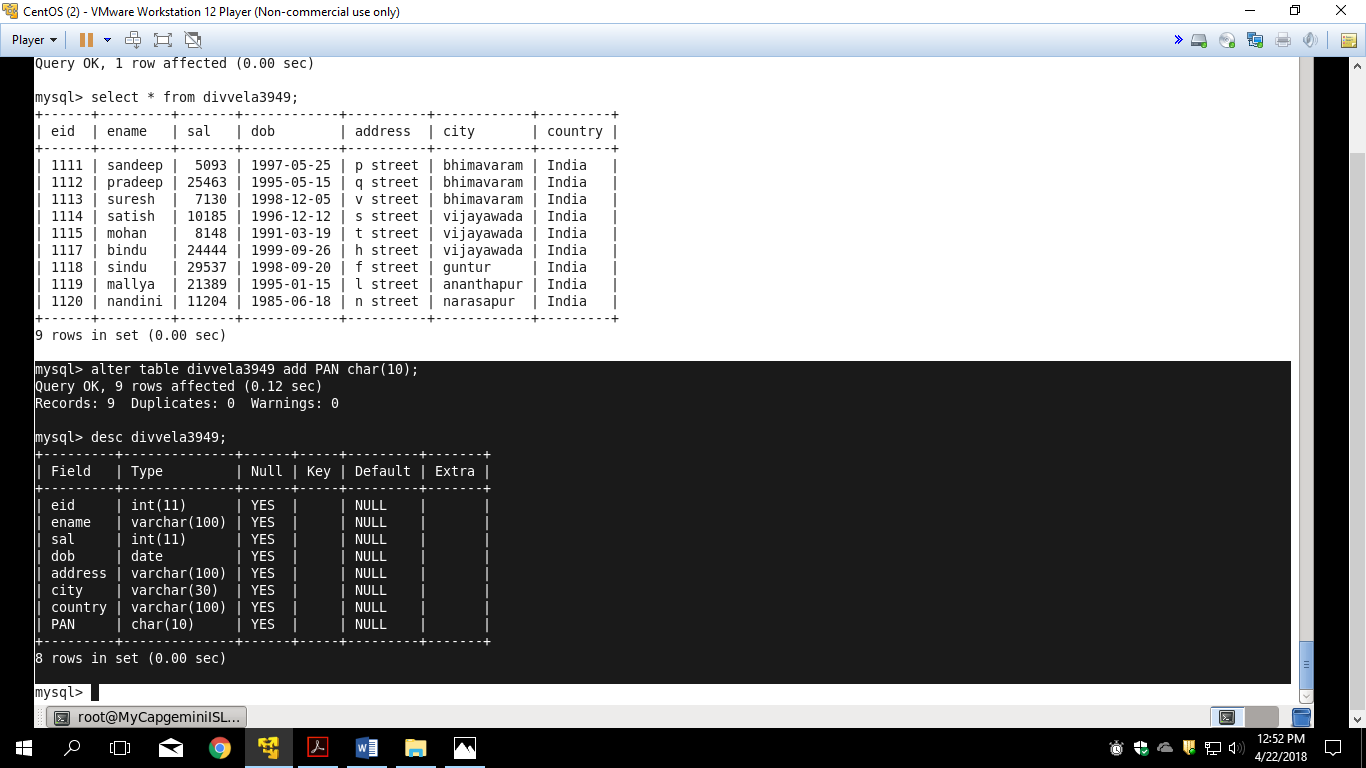 CentOS (2) - VMware Workstation 12 Player (Non-commercial use only)
Player
Query OK, 1 row affected (0.00 sec)
mysql> select * from divvela3949;
+------+---------+-------+------------+----------+------------+---------+
| eid  | ename   | sal   | dob        | address  | city       | country |
+------+---------+-------+------------+----------+------------+---------+
| 1111 | sandeep |  5093 | 1997-05-25 | p street | bhimavaram | India   |
| 1112 | pradeep | 25463 | 1995-05-15 | q street | bhimavaram | India   |
| 1113 | suresh  |  7130 | 1998-12-05 | v street | bhimavaram | India   |
| 1114 | satish  | 10185 | 1996-12-12 | s street | vijayawada | India   |
| 1115 | mohan   |  8148 | 1991-03-19 | t street | vijayawada | India   |
| 1117 | bindu   | 24444 | 1999-09-26 | h street | vijayawada | India   |
| 1118 | sindu   | 29537 | 1998-09-20 | f street | guntur     | India   |
| 1119 | mallya  | 21389 | 1995-01-15 | l street | ananthapur | India   |
| 1120 | nandini | 11204 | 1985-06-18 | n street | narasapur  | India   |
+------+---------+-------+------------+----------+------------+---------+
9 rows in set (0.00 sec)
mysql> alter table divvela3949 add PAN char(10);
Query OK, 9 rows affected (0.12 sec)
Records: 9  Duplicates: 0  Warnings: 0
mysql> desc divvela3949;
+---------+--------------+------+-----+---------+-------+
| Field   | Type         | Null | Key | Default | Extra |
+---------+--------------+------+-----+---------+-------+
| eid     | int(11)      | YES  |     | NULL    |       |
| ename   | varchar(100) | YES  |     | NULL    |       |
| sal     | int(11)      | YES  |     | NULL    |       |
| dob     | date         | YES  |     | NULL    |       |
| address | varchar(100) | YES  |     | NULL    |       |
| city    | varchar(30)  | YES  |     | NULL    |       |
| country | varchar(100) | YES  |     | NULL    |       |
| PAN     | char(10)     | YES  |     | NULL    |       |
+---------+--------------+------+-----+---------+-------+
8 rows in set (0.00 sec)
mysql>
root@MyCapgeminiISL...
12:52 PM
4/22/2018